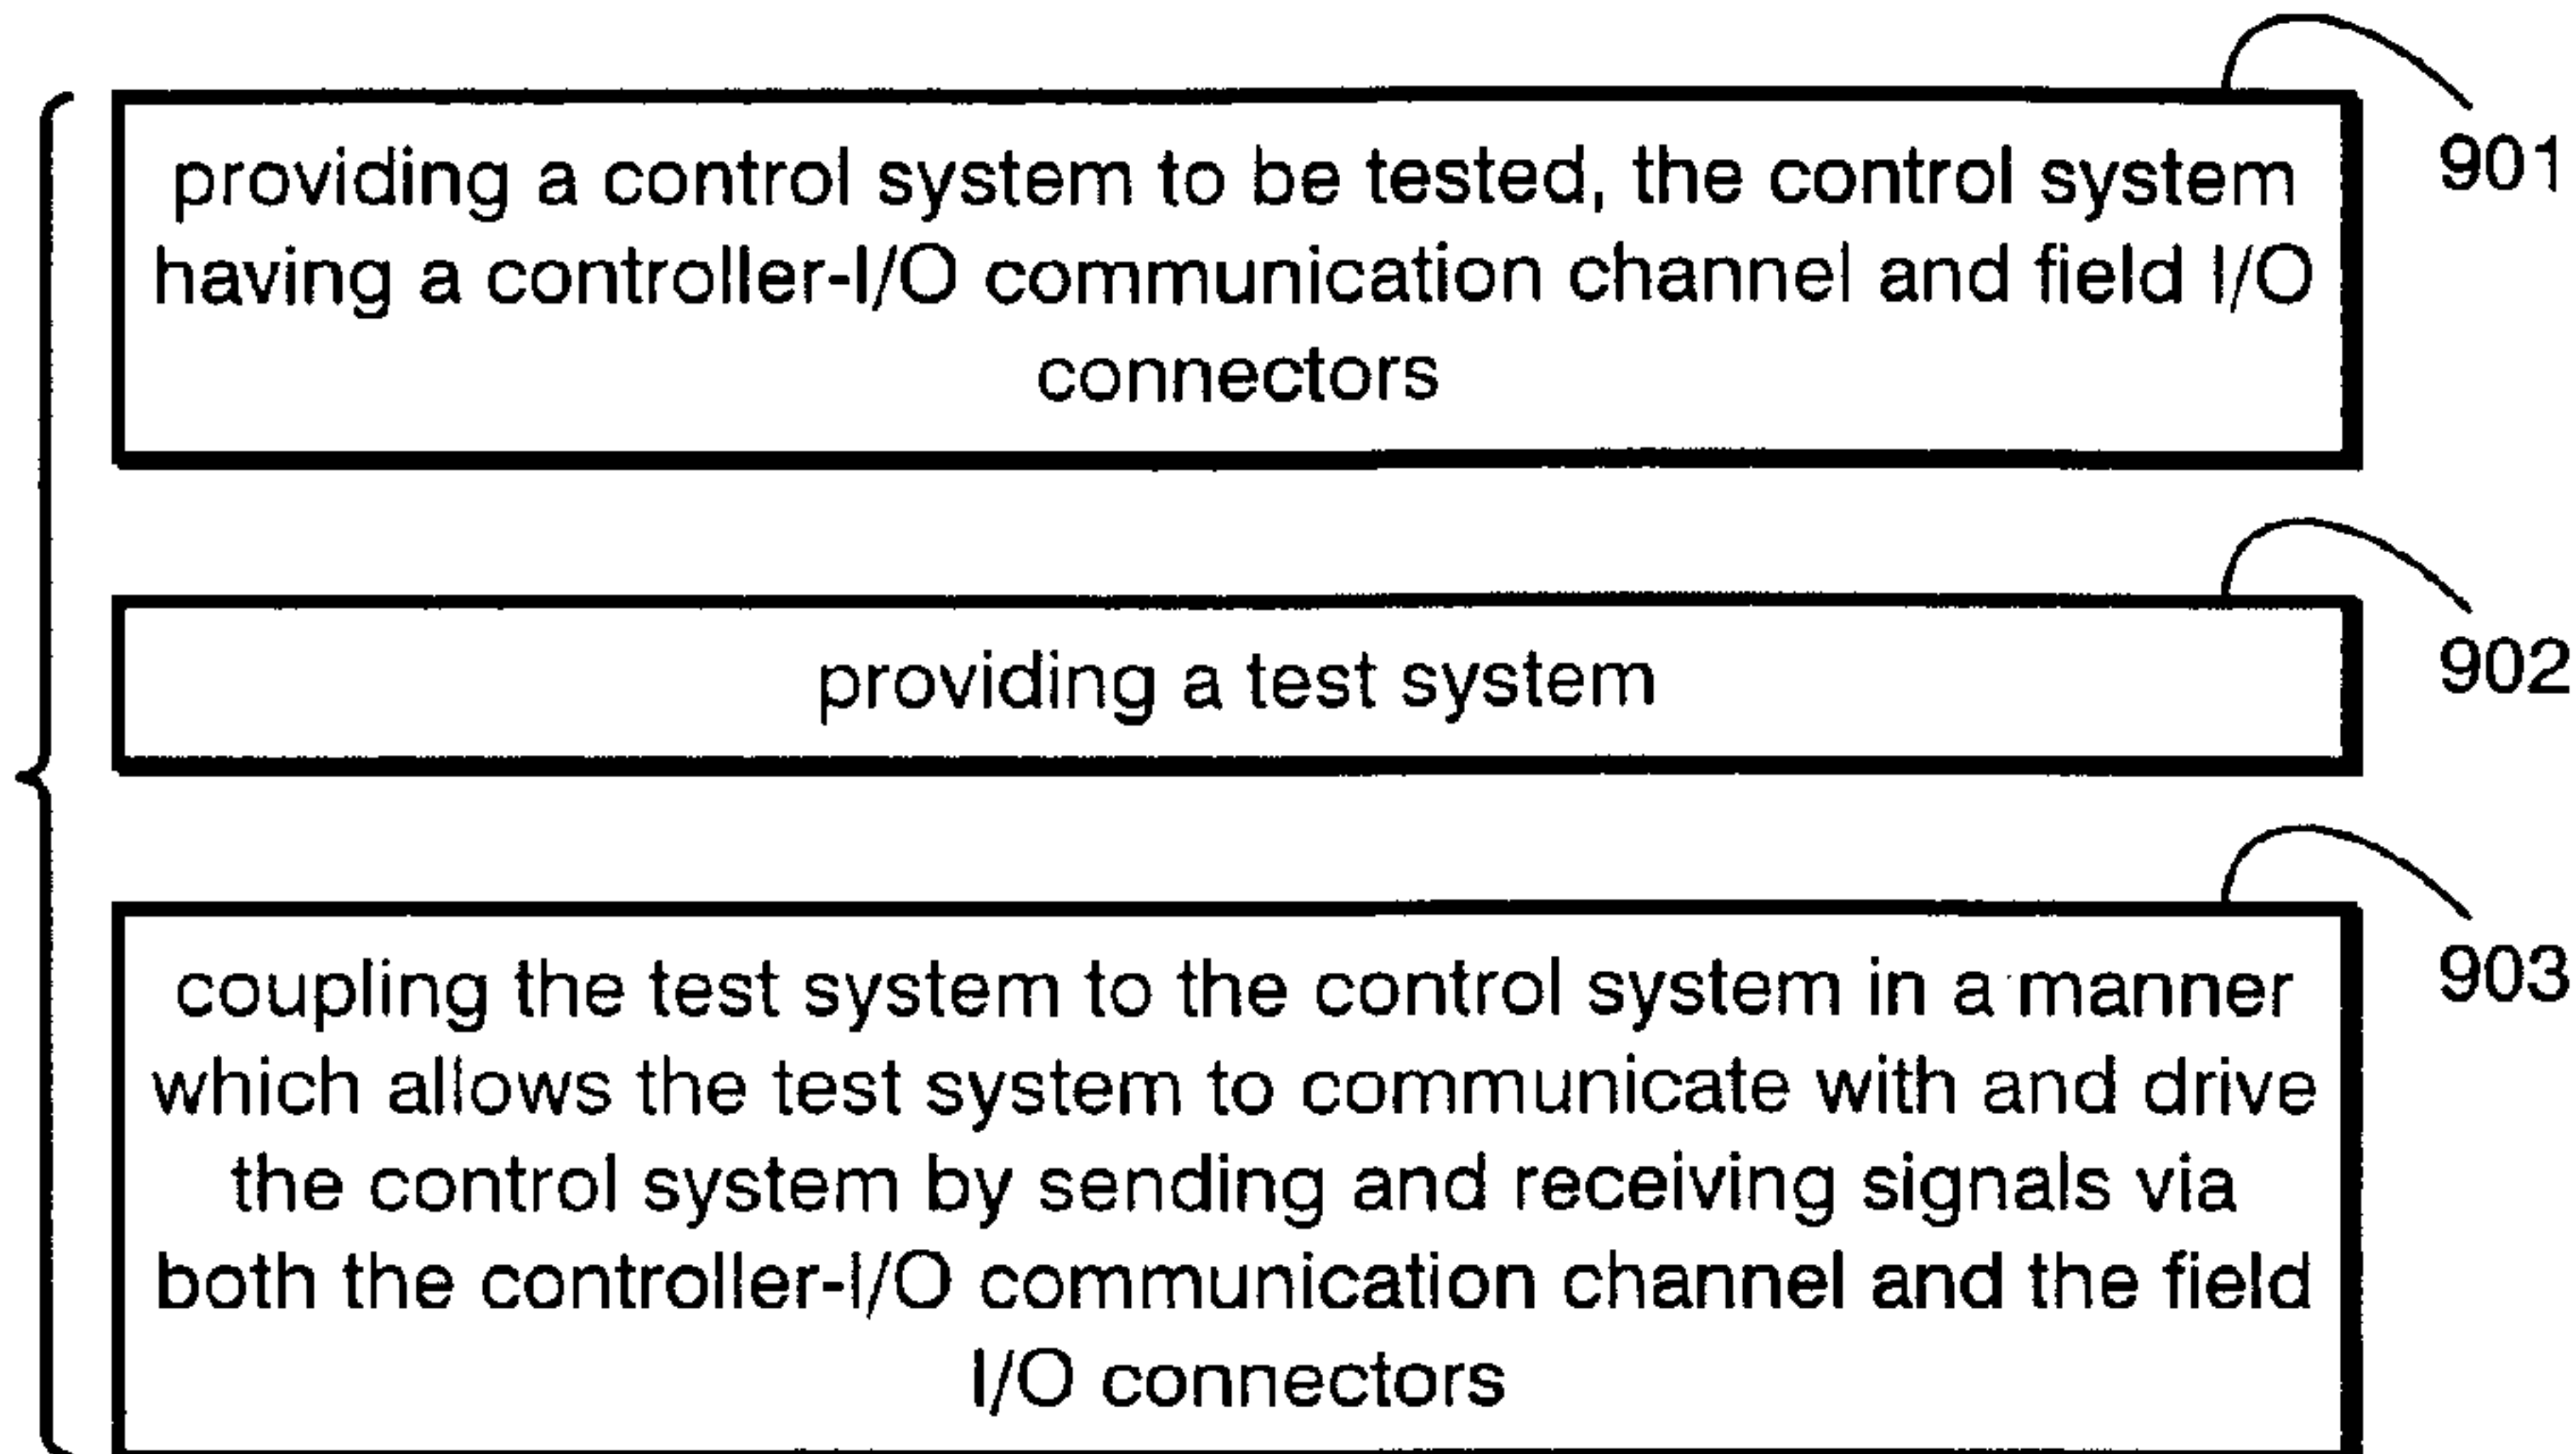 providing a control system to be tested, the control system
having a controller-I/O communication channel and field I/O
connectors
901
providing a test system
902
coupling the test system to the control system in a manner
which allows the test system to communicate with and drive
the control system by sending and receiving signals via
both the controller-I/O communication channel and the field
I/O connectors
903